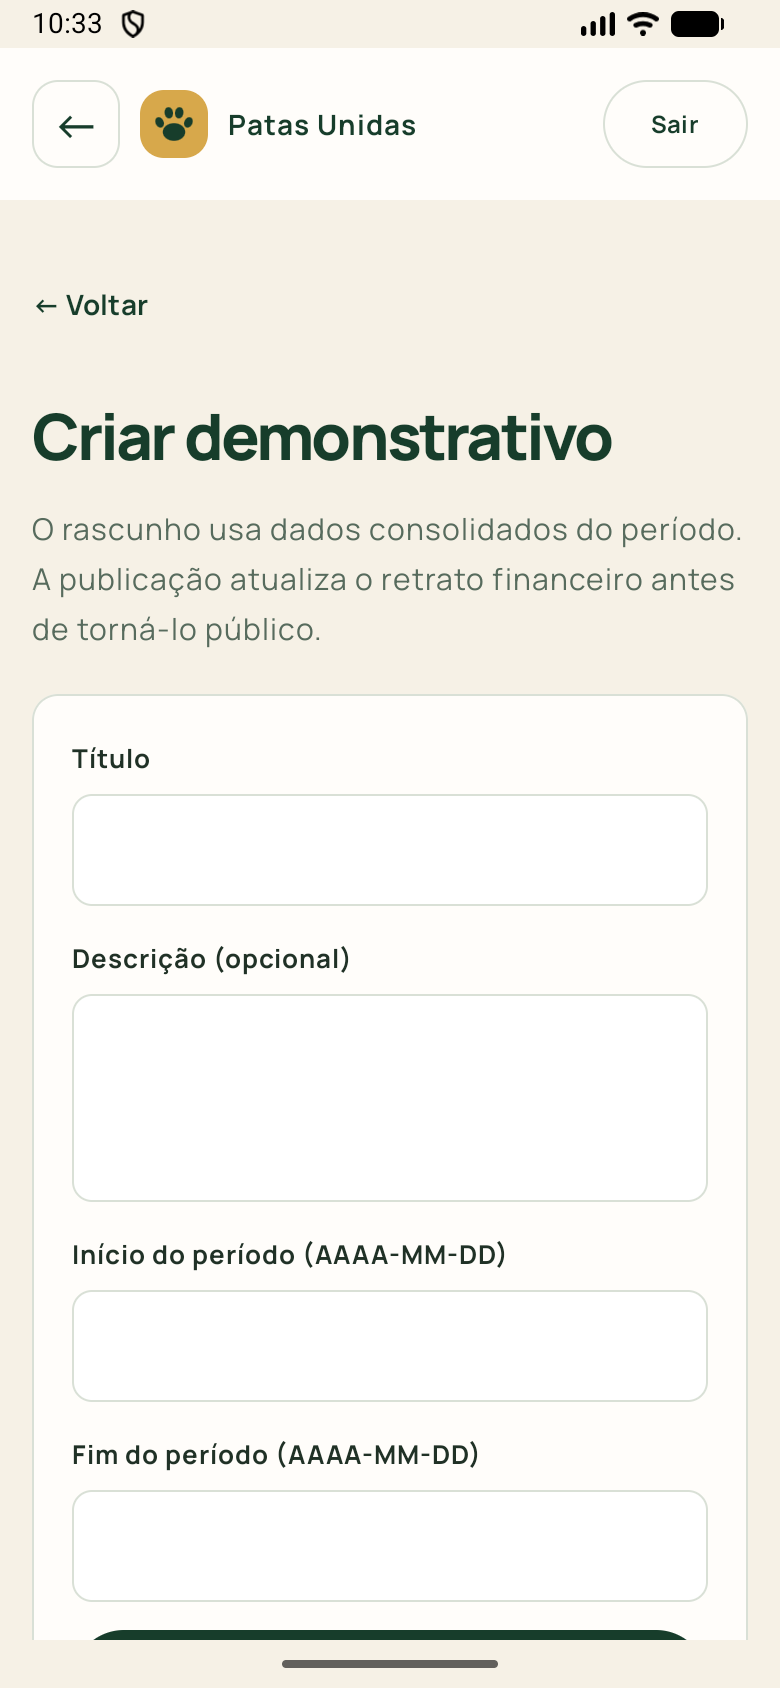 10:33
Patas Unidas
Sair
← Voltar
Criar demonstrativo
O rascunho usa dados consolidados do período.
A publicação atualiza o retrato financeiro antes
de torná-lo público.
Título
Descrição (opcional)
Início do período (AAAA-MM-DD)
Fim do período (AAAA-MM-DD)